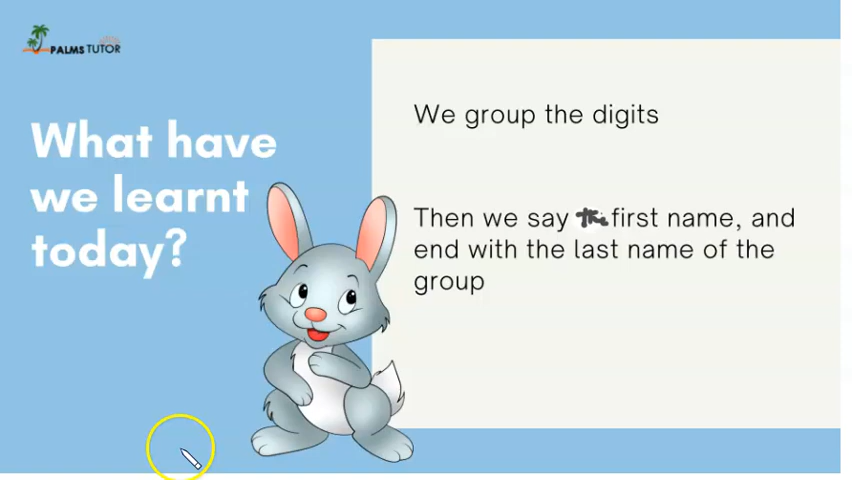 PALMS TUTOR
What have
we learnt
today?
We group the digits
Then we say the first name, and
end with the last name of the
group